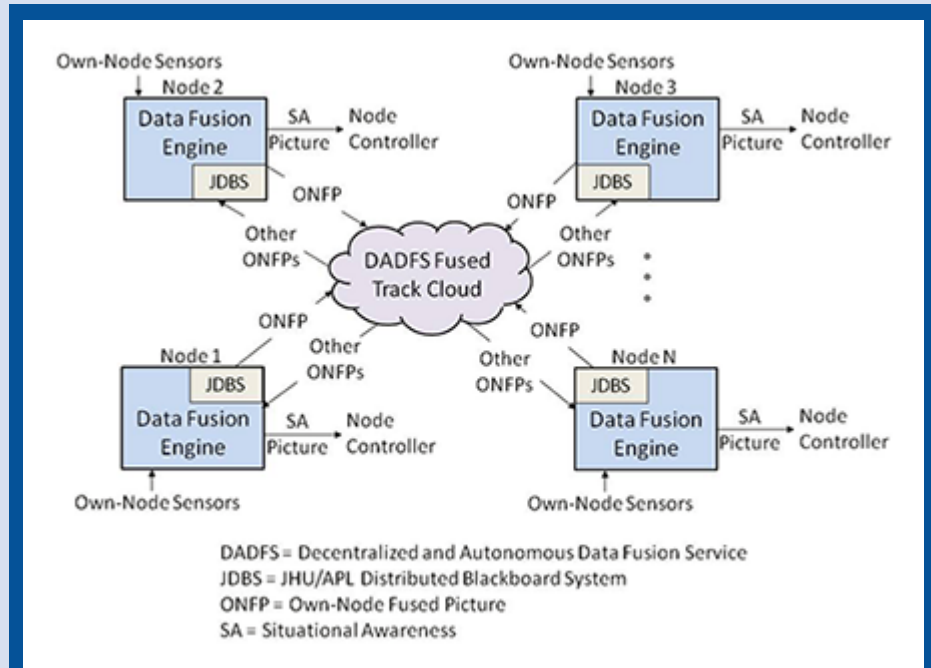 Own-Node Sensors
Node 2
Data Fusion
Engine
JDBS
SA
Picture
Node
Controller
ONFP
Other
ONFPs
Own-Node Sensors
Node 3
Data Fusion
Engine
JDBS
SA
Picture
Node
Controller
ONFP
Other
ONFPs
DADFS Fused
Track Cloud
ONFP
Other
ONFPs
Node 1
JDBS
Data Fusion
Engine
SA
Picture
Node
Controller
Own-Node Sensors
ONFP
Other
ONFPs
Node N
JDBS
Data Fusion
Engine
SA
Picture
Node
Controller
Own-Node Sensors
DADFS = Decentralized and Autonomous Data Fusion Service
JDBS = JHU/APL Distributed Blackboard System
ONFP = Own-Node Fused Picture
SA = Situational Awareness